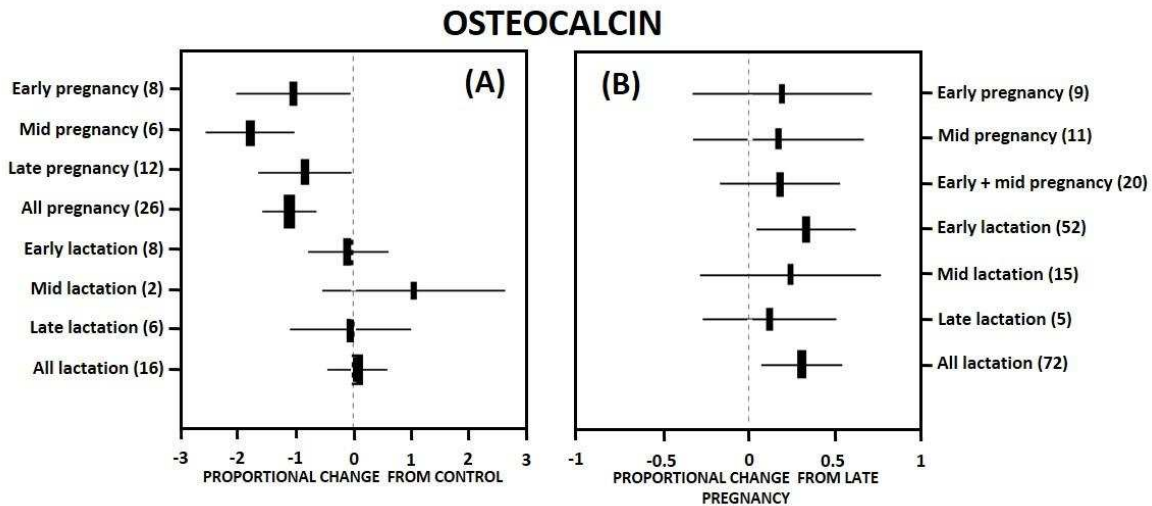 OSTEOCALCIN
(A)
Early pregnancy (8)
Mid pregnancy (6)
Late pregnancy (12)
All pregnancy (26)
Early lactation (8)
Mid lactation (2)
Late lactation (6)
All lactation (16)
-3 -2 -1 0 1 2 3
PROPORTIONAL CHANGE FROM CONTROL
(B)
Early pregnancy (9)
Mid pregnancy (11)
Early + mid pregnancy (20)
Early lactation (52)
Mid lactation (15)
Late lactation (5)
All lactation (72)
-1 -0.5 0 0.5 1
PROPORTIONAL CHANGE FROM LATE
PREGNANCY